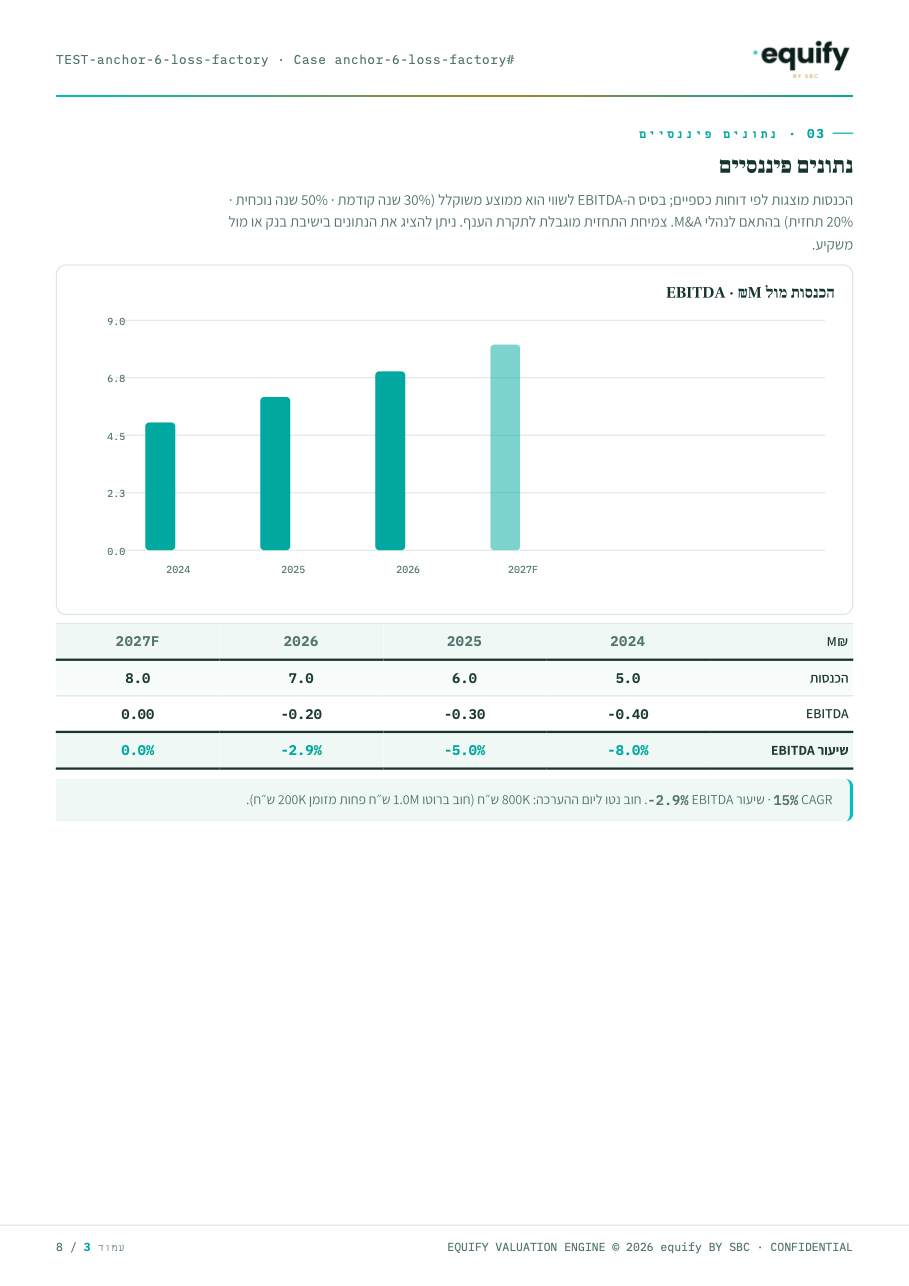 TEST-anchor-6-loss-factory · Case anchor-6-loss-factory#
equify
BY SBC
03 · נתונים פיננסיים
נתונים פיננסיים
הכנסות מוצגות לפי דוחות כספיים; בסיס ה-EBITDA לשווי הוא ממוצע משוקלל (30% שנה קודמת · 50% שנה נוכחית ·
20% תחזית) בהתאם לנהלי M&A. צמיחת התחזית מוגבלת לתקרת הענף. ניתן להציג את הנתונים בישיבת בנק או מול
משקיע.
הכנסות מול EBITDA · ₪M
9.0
6.8
4.5
2.3
0.0
2024 2025 2026 2027F
₪M 2024 2025 2026 2027F
הכנסות 5.0 6.0 7.0 8.0
EBITDA -0.40 -0.30 -0.20 0.00
שיעור EBITDA -8.0% -5.0% -2.9% 0.0%
CAGR 15% · שיעור EBITDA -2.9%. חוב נטו ליום ההערכה: 800K ש״ח (חוב ברוטו 1.0M ש״ח פחות מזומן 200K ש״ח).
EQUIFY VALUATION ENGINE © 2026 equify BY SBC · CONFIDENTIAL
עמוד 3 / 8